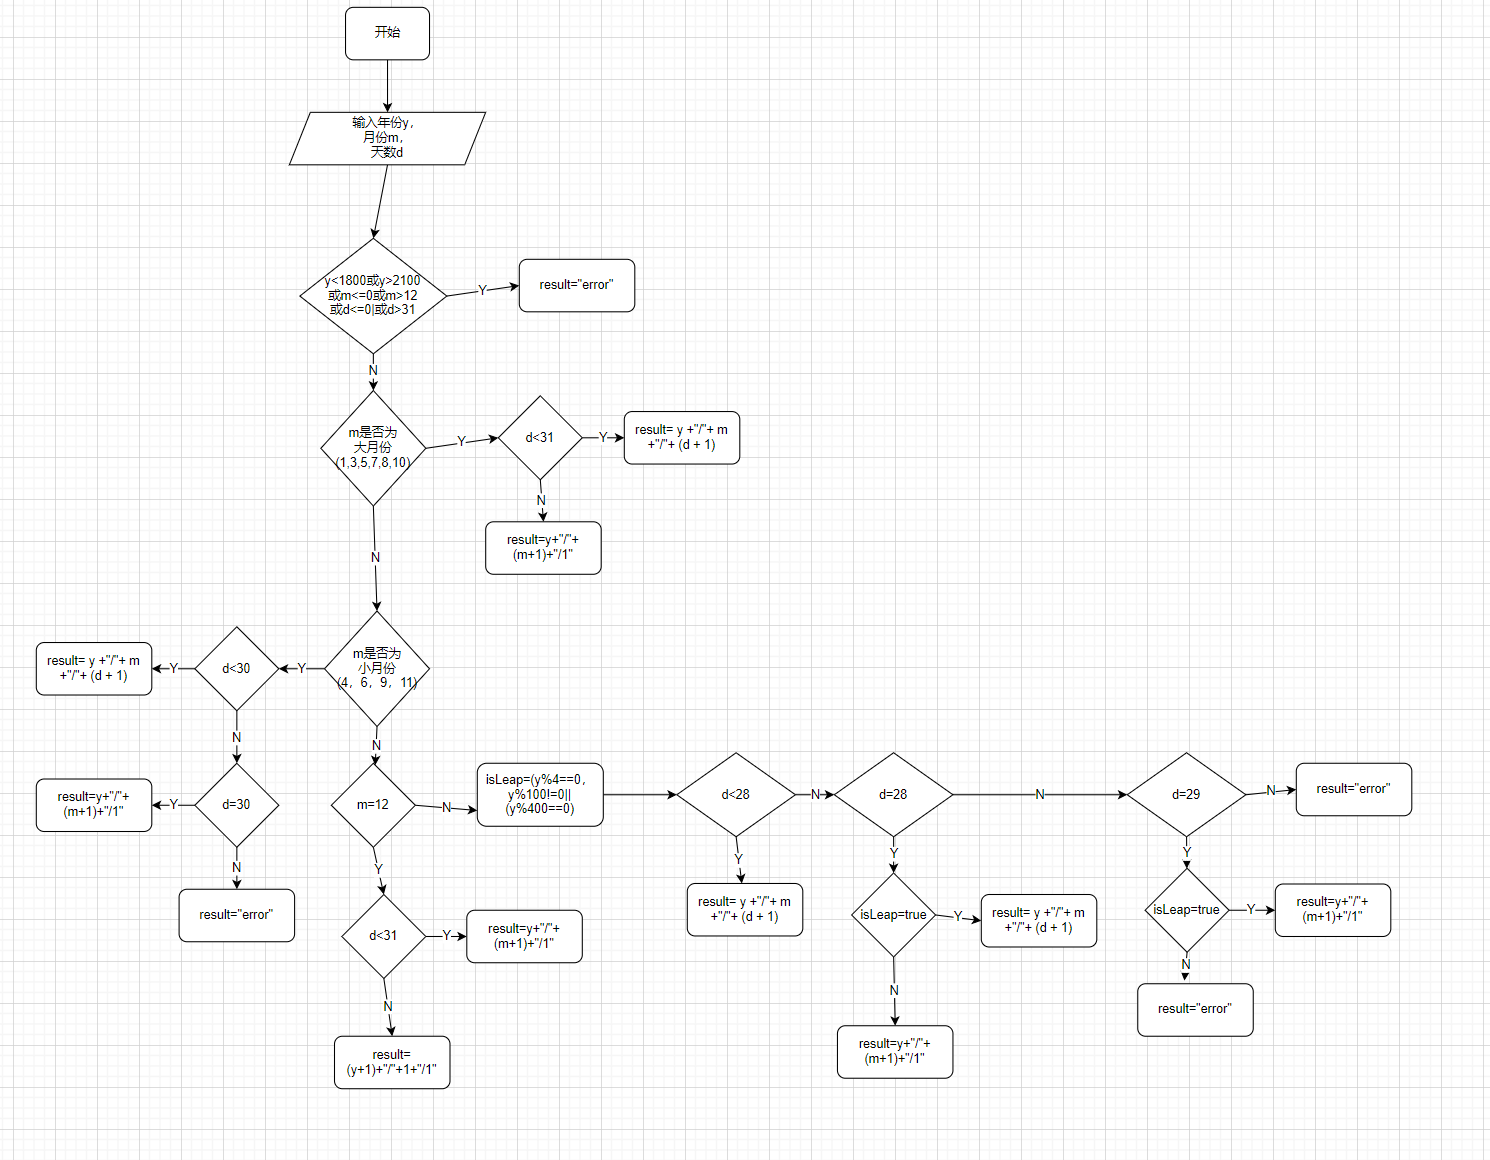 开始
输入年份y,
月份m,
天数d
y<1800或y>2100
或m<=0或m>12
或d<=0|或d>31
Y
result="error"
N
m是否为
大月份
(1,3,5,7,8,10)
Y
d<31
Y
result= y +"/"+ m
+"/"+ (d + 1)
N
result=y+"/"+
(m+1)+"/1"
N
m是否为
小月份
(4，6，9，11)
Y
d<30
Y
result= y +"/"+ m
+"/"+ (d + 1)
N
d=30
Y
result=y+"/"+
(m+1)+"/1"
N
result="error"
N
m=12
N
isLeap=(y%4==0,
y%100!=0||
(y%400==0)
d<28
N
d=28
N
d=29
N
result="error"
Y
d<31
Y
result=y+"/"+
(m+1)+"/1"
N
result=
(y+1)+"/"+1+"/1"
Y
result= y +"/"+ m
+"/"+ (d + 1)
Y
isLeap=true
Y
result= y +"/"+ m
+"/"+ (d + 1)
N
result=y+"/"+
(m+1)+"/1"
Y
isLeap=true
Y
result=y+"/"+
(m+1)+"/1"
N
result="error"